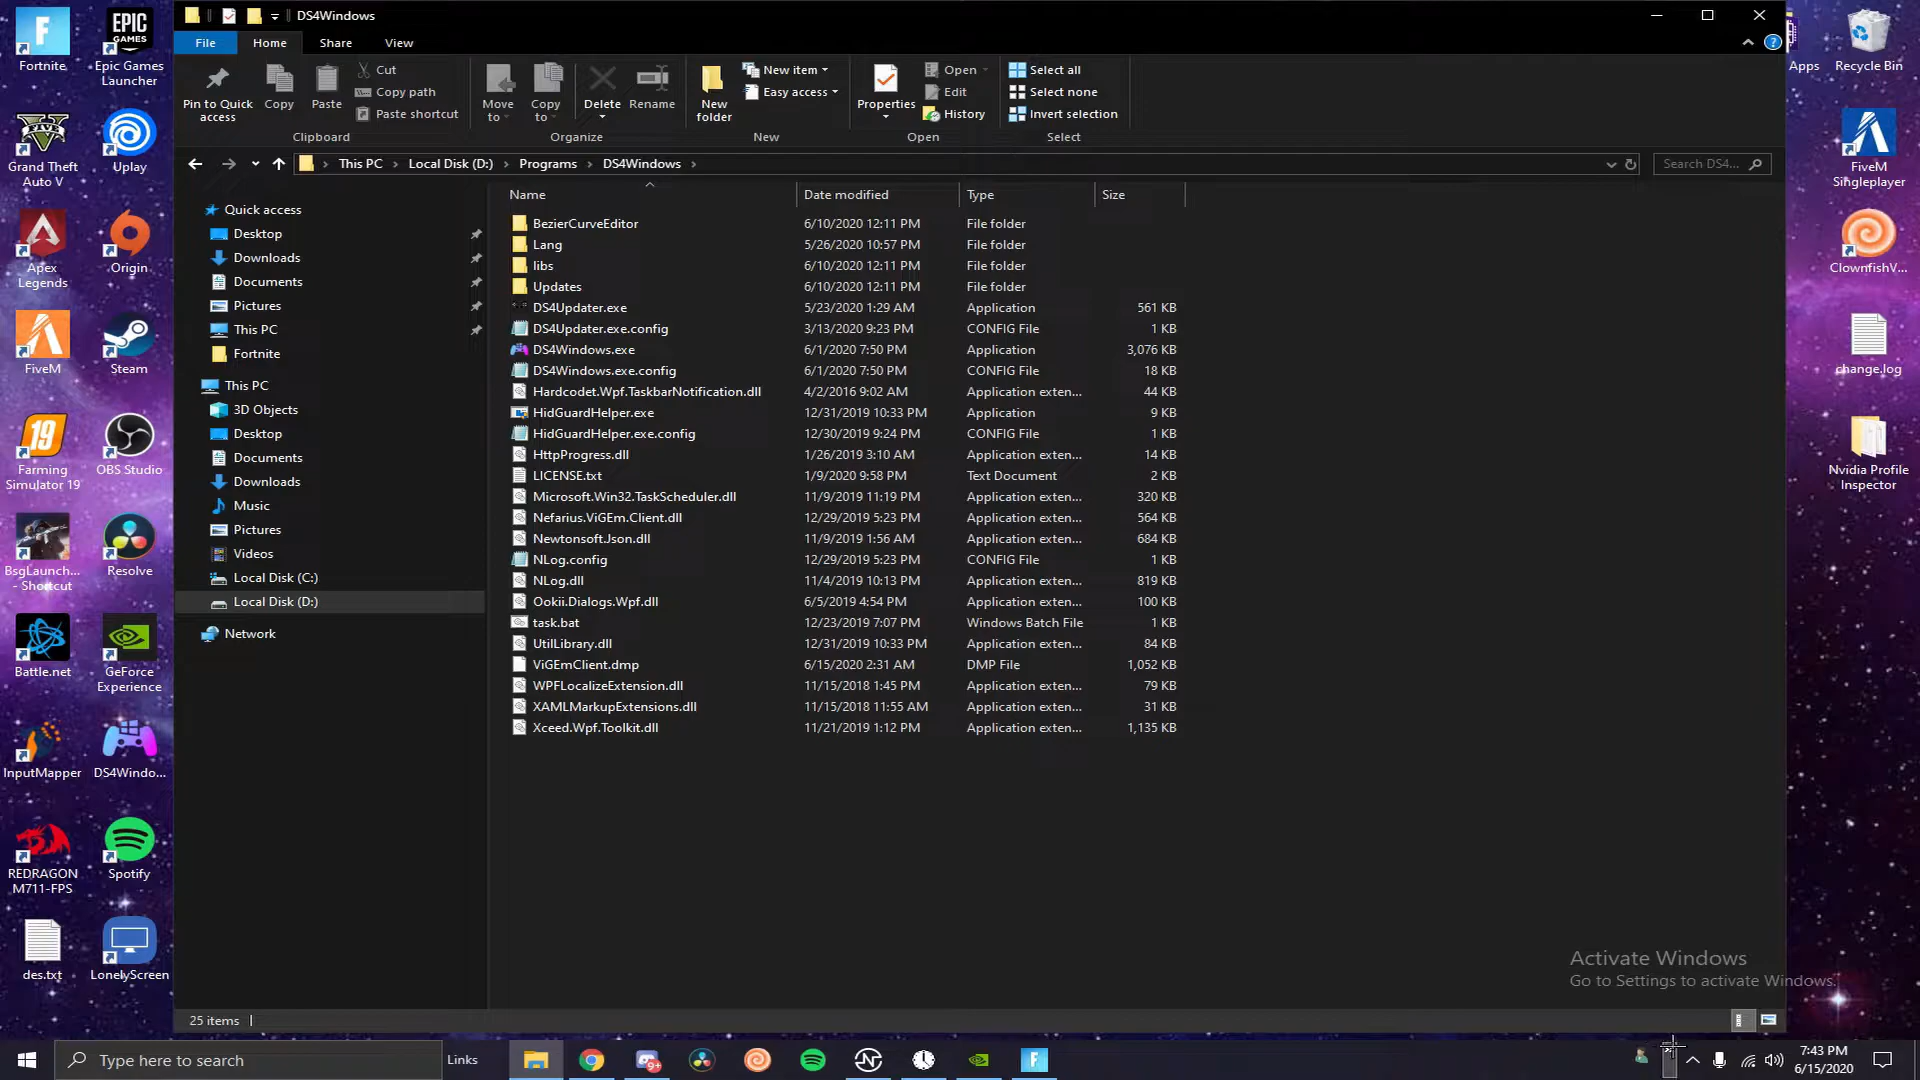 DS4Windows
File
Home
Share
View
Pin to Quick
access
Copy
Paste
Cut
Copy path
Paste shortcut
Clipboard
Move
to
Copy
to
Delete
Rename
Organize
New
folder
New item
Easy access
New
Properties
Open
Edit
History
Open
Select all
Select none
Invert selection
Select
This PC
Local Disk (D:)
Programs
DS4Windows
Search DS4...
Quick access
Desktop
Downloads
Documents
Pictures
This PC
Fortnite
This PC
3D Objects
Desktop
Documents
Downloads
Music
Pictures
Videos
Local Disk (C:)
Local Disk (D:)
Network
Name Date modified Type Size
BezierCurveEditor 6/10/2020 12:11 PM File folder
Lang 5/26/2020 10:57 PM File folder
libs 6/10/2020 12:11 PM File folder
Updates 6/10/2020 12:11 PM File folder
DS4Updater.exe 5/23/2020 1:29 AM Application 561 KB
DS4Updater.exe.config 3/13/2020 9:23 PM CONFIG File 1 KB
DS4Windows.exe 6/1/2020 7:50 PM Application 3,076 KB
DS4Windows.exe.config 6/1/2020 7:50 PM CONFIG File 18 KB
Hardcodet.Wpf.TaskbarNotification.dll 4/2/2016 9:02 AM Application exten... 44 KB
HidGuardHelper.exe 12/31/2019 10:33 PM Application 9 KB
HidGuardHelper.exe.config 12/30/2019 9:24 PM CONFIG File 1 KB
HttpProgress.dll 1/26/2019 3:10 AM Application exten... 14 KB
LICENSE.txt 1/9/2020 9:58 PM Text Document 2 KB
Microsoft.Win32.TaskScheduler.dll 11/9/2019 11:19 PM Application exten... 320 KB
Nefarius.ViGEm.Client.dll 12/29/2019 5:23 PM Application exten... 564 KB
Newtonsoft.Json.dll 11/9/2019 1:56 AM Application exten... 684 KB
NLog.config 12/29/2019 5:23 PM CONFIG File 1 KB
NLog.dll 11/4/2019 10:13 PM Application exten... 819 KB
Ookii.Dialogs.Wpf.dll 6/5/2019 4:54 PM Application exten... 100 KB
task.bat 12/23/2019 7:07 PM Windows Batch File 1 KB
UtilLibrary.dll 12/31/2019 10:33 PM Application exten... 84 KB
ViGEmClient.dmp 6/15/2020 2:31 AM DMP File 1,052 KB
WPFLocalizeExtension.dll 11/15/2018 1:45 PM Application exten... 79 KB
XAMLMarkupExtensions.dll 11/15/2018 11:55 AM Application exten... 31 KB
Xceed.Wpf.Toolkit.dll 11/21/2019 1:12 PM Application exten... 1,135 KB
25 items
Fortnite
EPIC
GAMES
Epic Games
Launcher
Grand Theft
Auto V
Uplay
Apex
Legends
Origin
FiveM
Steam
19
Farming
Simulator 19
OBS Studio
BsgLaunch...
- Shortcut
Resolve
Battle.net
GeForce
Experience
InputMapper
DS4Windo...
REDRAGON
M711-FPS
Spotify
des.txt
LonelyScreen
Apps
Recycle Bin
FiveM
Singleplayer
ClownfishV...
change.log
Nvidia Profile
Inspector
Activate Windows
Go to Settings to activate Windows.
Type here to search
Links
7:43 PM
6/15/2020